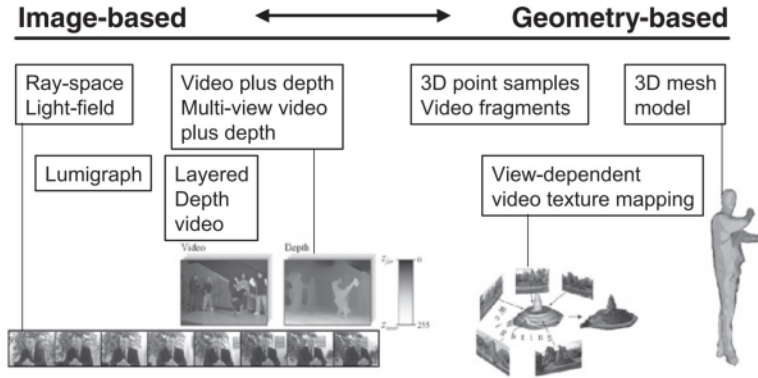 Image-based
Geometry-based
Ray-space
Light-field
Video plus depth
Multi-view video
plus depth
3D point samples
Video fragments
3D mesh
model
Lumigraph
Layered
Depth
video
View-dependent
video texture mapping
Video
Depth
0
255